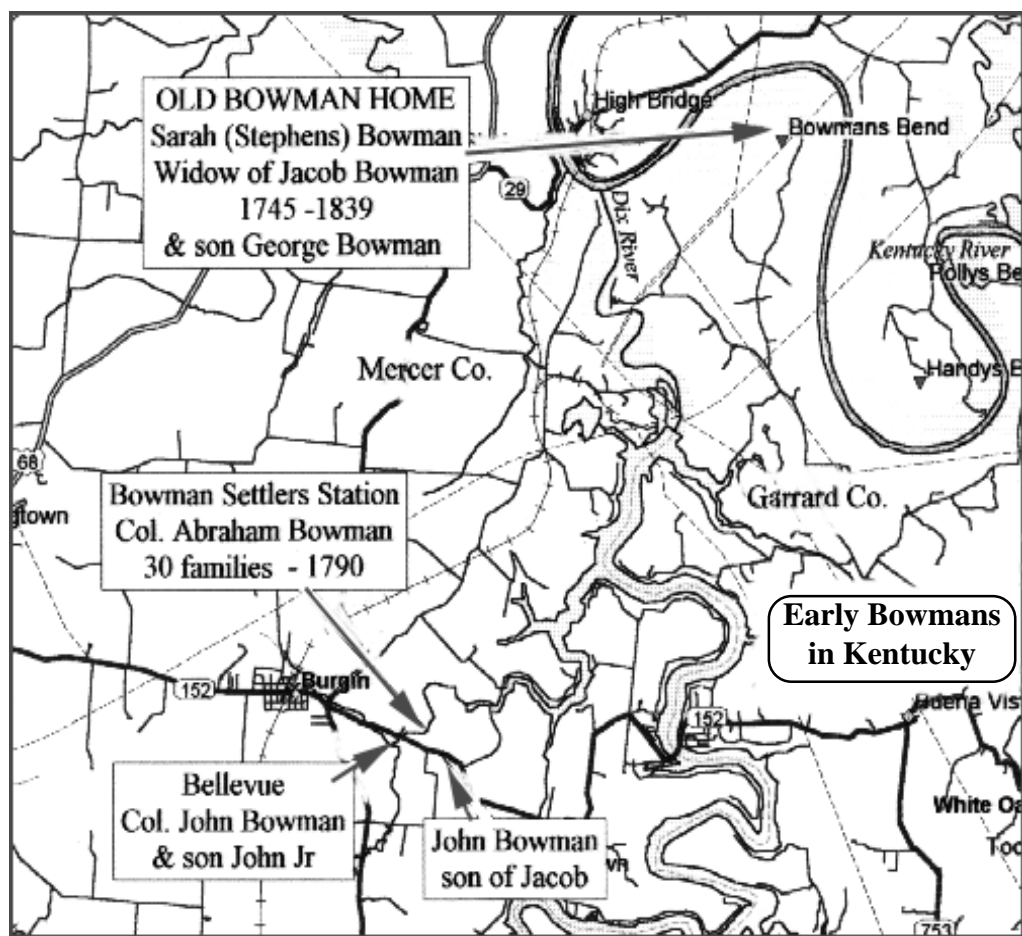 OLD BOWMAN HOME
Sarah (Stephens) Bowman
Widow of Jacob Bowman
1745 -1839
& son George Bowman
High Bridge
Bowmans Bend
29
Dix River
Kentucky River
Pollys Be
Handys B
Mercer Co.
68
gtown
Bowman Settlers Station
Col. Abraham Bowman
30 families - 1790
Garrard Co.
Early Bowmans
in Kentucky
152
Burgin
152
Buena Vist
Bellevue
Col. John Bowman
& son John Jr
John Bowman
son of Jacob
wn
White Oa
Too
753